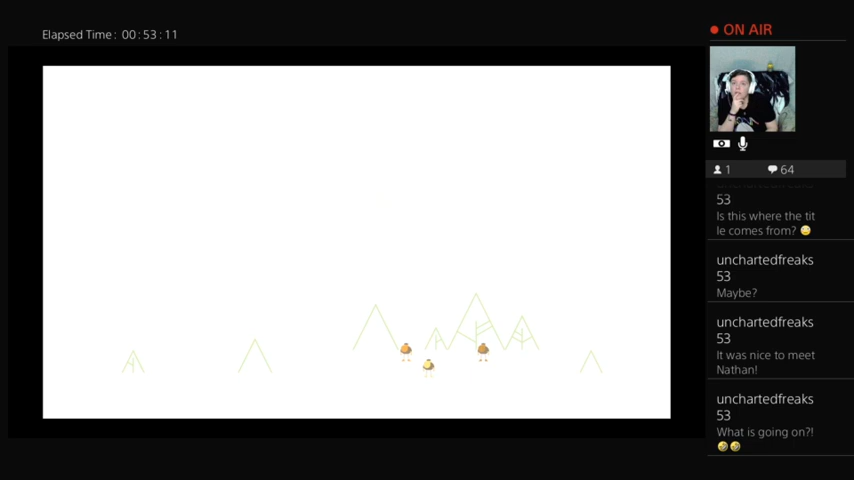 Elapsed Time: 00:53:11
ON AIR
1
64
53
Is this where the tit
le comes from?
unchartedfreaks
53
Maybe?
unchartedfreaks
53
It was nice to meet
Nathan!
unchartedfreaks
53
What is going on?!